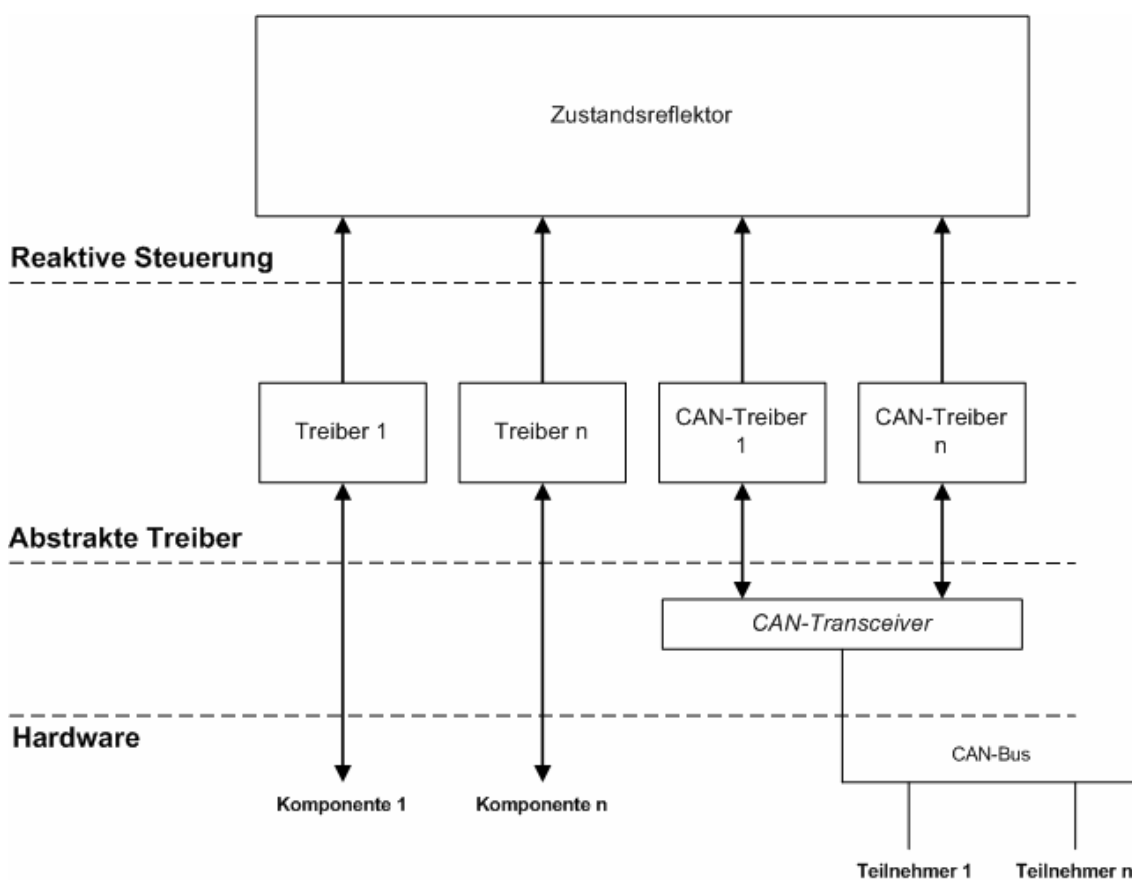 Zustandsreflektor
Reaktive Steuerung
Treiber 1
Treiber n
CAN-Treiber
1
CAN-Treiber
n
Abstrakte Treiber
CAN-Transceiver
Hardware
CAN-Bus
Komponente 1
Komponente n
Teilnehmer 1
Teilnehmer n